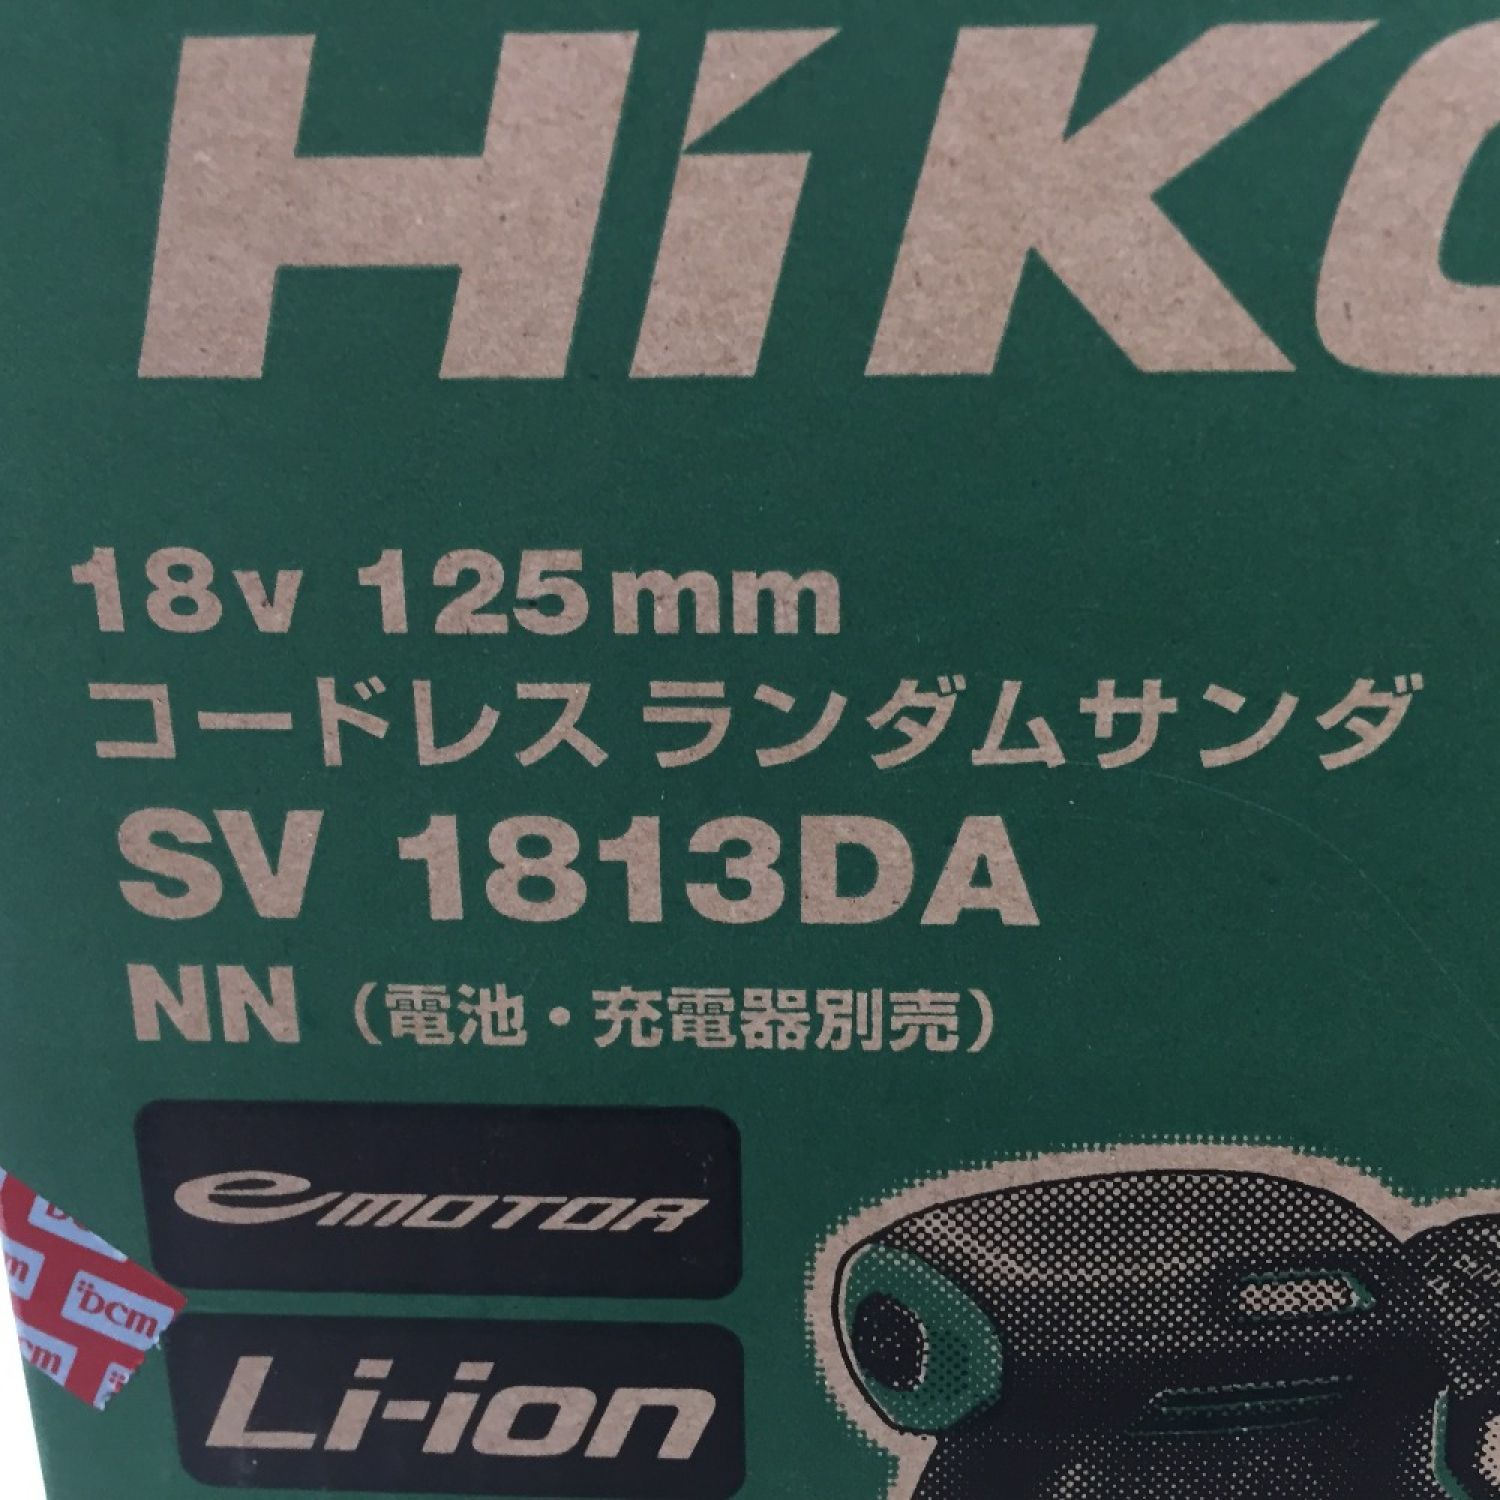 HiKO
18v 125mm
コードレス ランダムサンダ
SV 1813DA
NN（電池・充電器別売）
eMOTOR
Li-ion
DCM